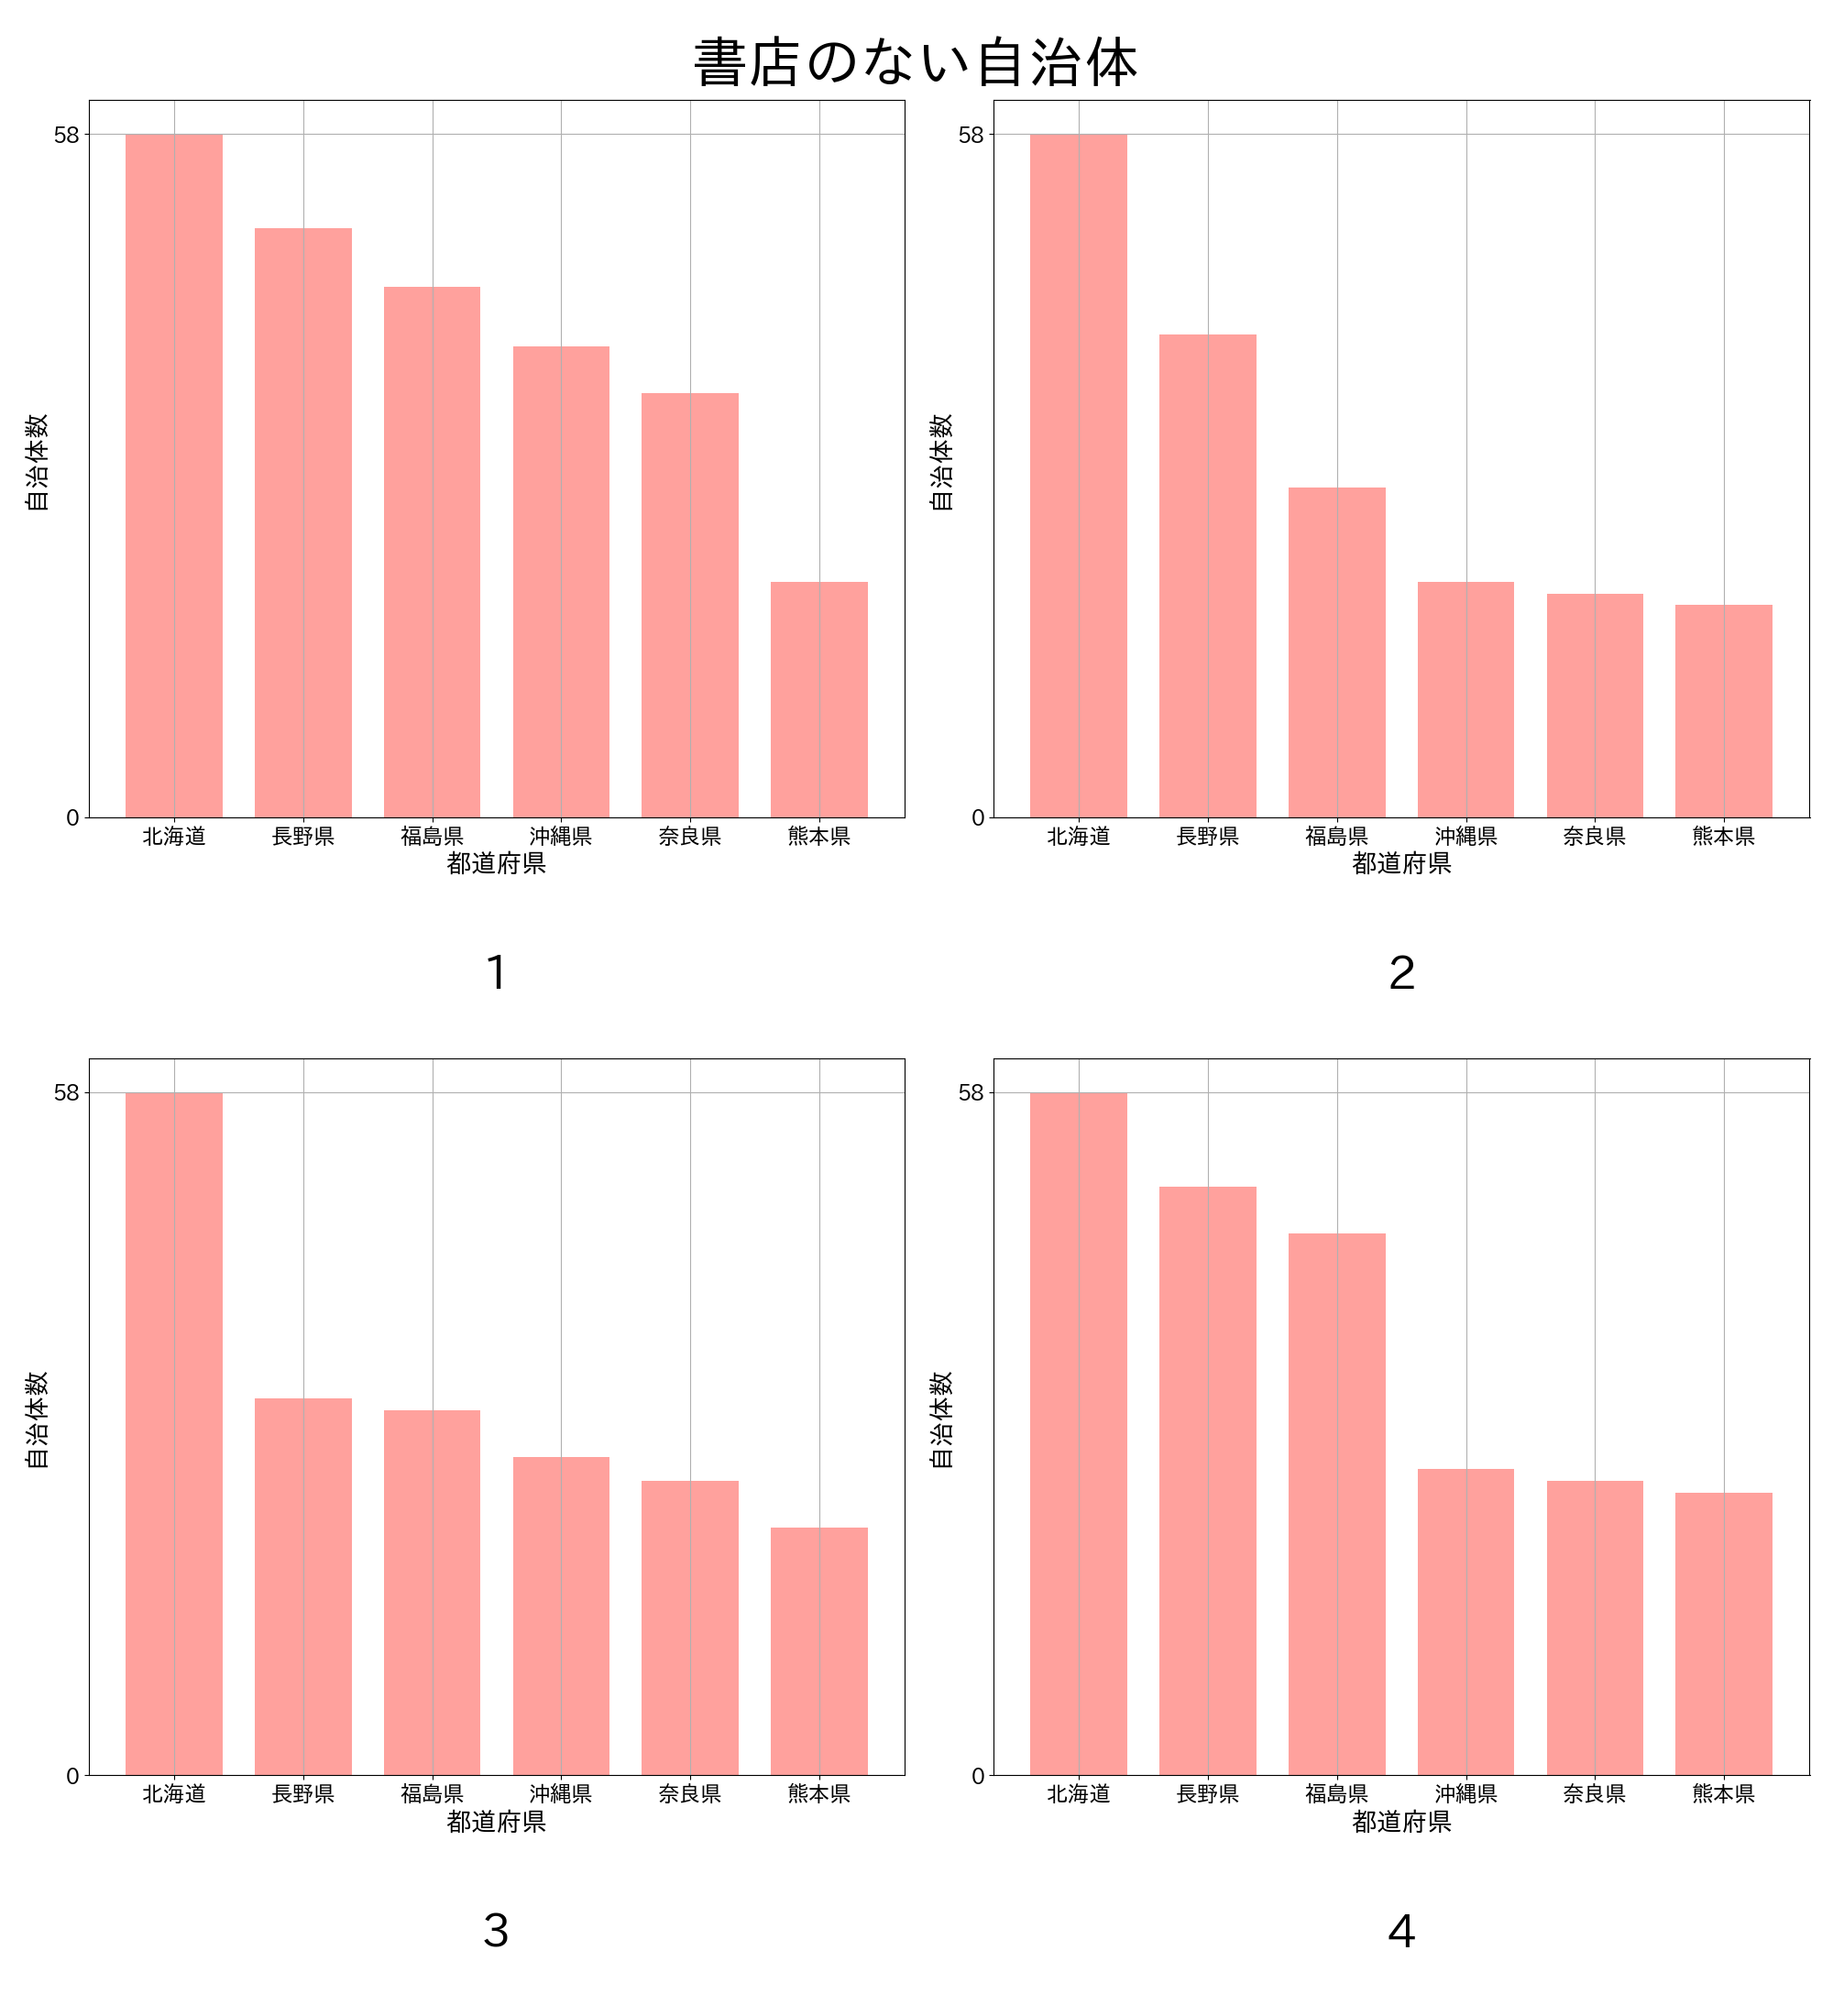 書店のない自治体
58
0
自治体数
北海道 長野県 福島県 沖縄県 奈良県 熊本県
都道府県
1
58
0
自治体数
北海道 長野県 福島県 沖縄県 奈良県 熊本県
都道府県
2
58
0
自治体数
北海道 長野県 福島県 沖縄県 奈良県 熊本県
都道府県
3
58
0
自治体数
北海道 長野県 福島県 沖縄県 奈良県 熊本県
都道府県
4